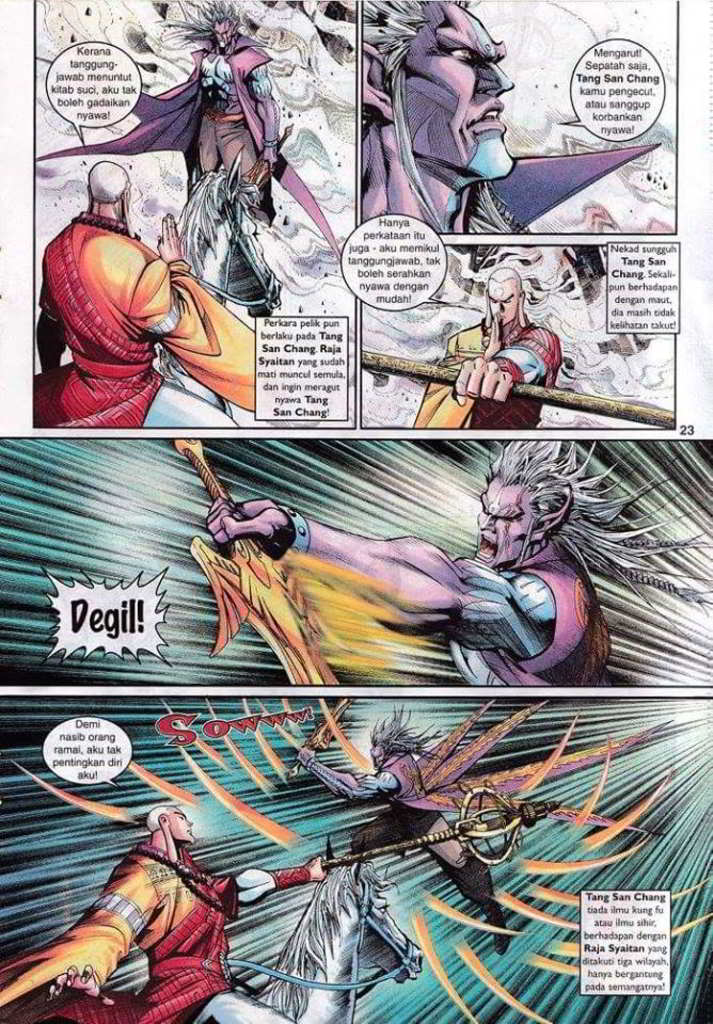 Kerana
tanggung-
jawab menuntut
kitab suci, aku tak
boleh gadaikan
nyawa!
Mengarut!
Sepatah saja,
Tang San Chang
kamu pengecut,
atau sanggup
korbankan
nyawa!
Perkara pelik pun
berlaku pada Tang
San Chang. Raja
Syaitan yang sudah
mati muncul semula,
dan ingin meragut
nyawa Tang
San Chang!
Hanya
perkataan itu
juga - aku memikul
tanggungjawab, tak
boleh serahkan
nyawa dengan
mudah!
Nekad sungguh
Tang San
Chang. Sekali-
pun berhadapan
dengan maut,
dia masih tidak
kelihatan takut!
23
Degil!
Demi
nasib orang
ramai, aku tak
pentingkan diri
aku!
Sowww!
Tang San Chang
tiada ilmu kung fu
atau ilmu sihir,
berhadapan dengan
Raja Syaitan yang
ditakuti tiga wilayah,
hanya bergantung
pada semangatnya!